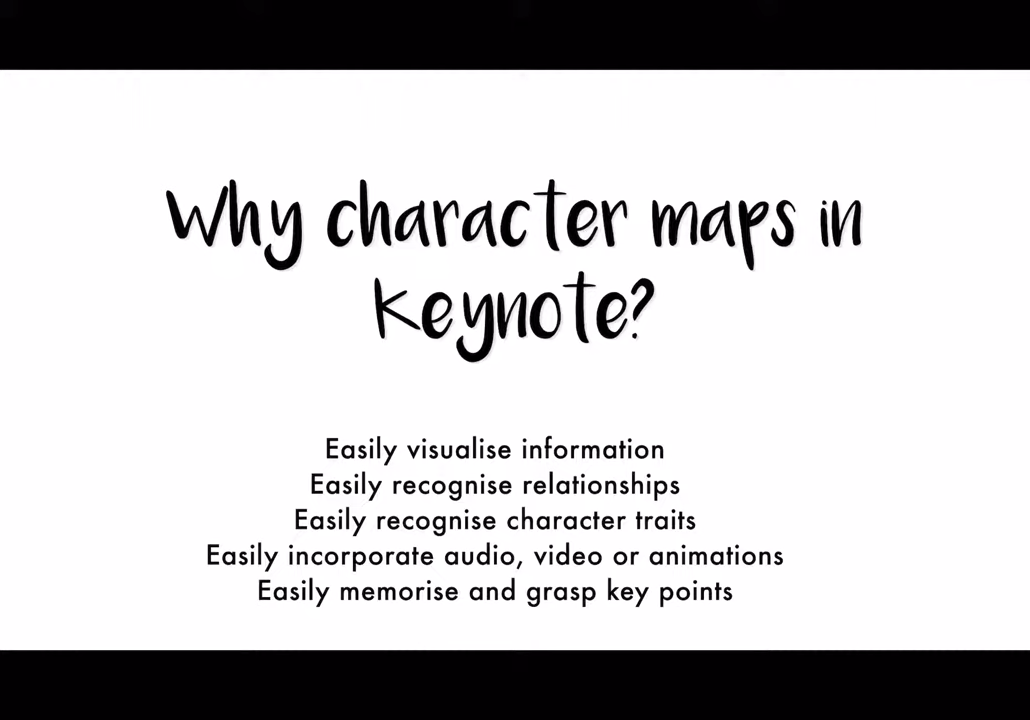 Why character maps in
Keynote?
Easily visualise information
Easily recognise relationships
Easily recognise character traits
Easily incorporate audio, video or animations
Easily memorise and grasp key points